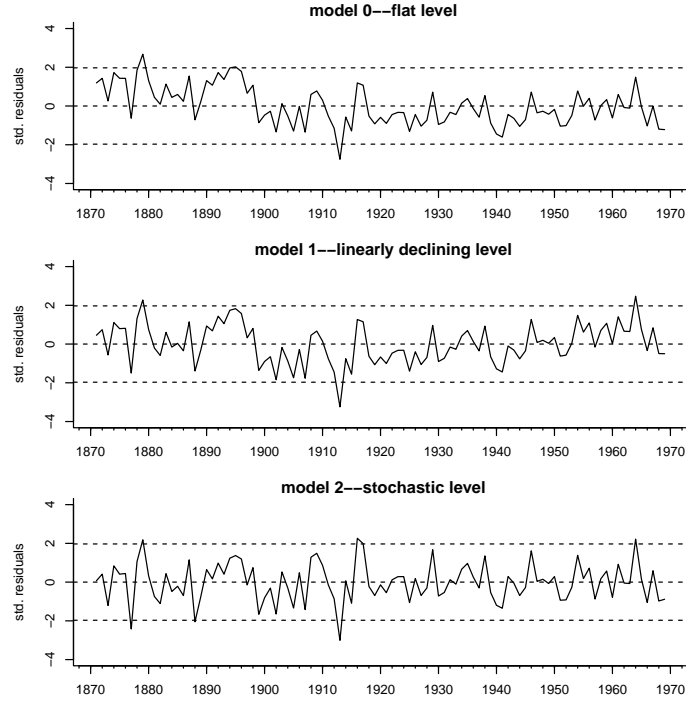 model 0−−flat level
std. residuals
4
2
0
−2
−4
1870 1880 1890 1900 1910 1920 1930 1940 1950 1960 1970
model 1−−linearly declining level
std. residuals
4
2
0
−2
−4
1870 1880 1890 1900 1910 1920 1930 1940 1950 1960 1970
model 2−−stochastic level
std. residuals
4
2
0
−2
−4
1870 1880 1890 1900 1910 1920 1930 1940 1950 1960 1970